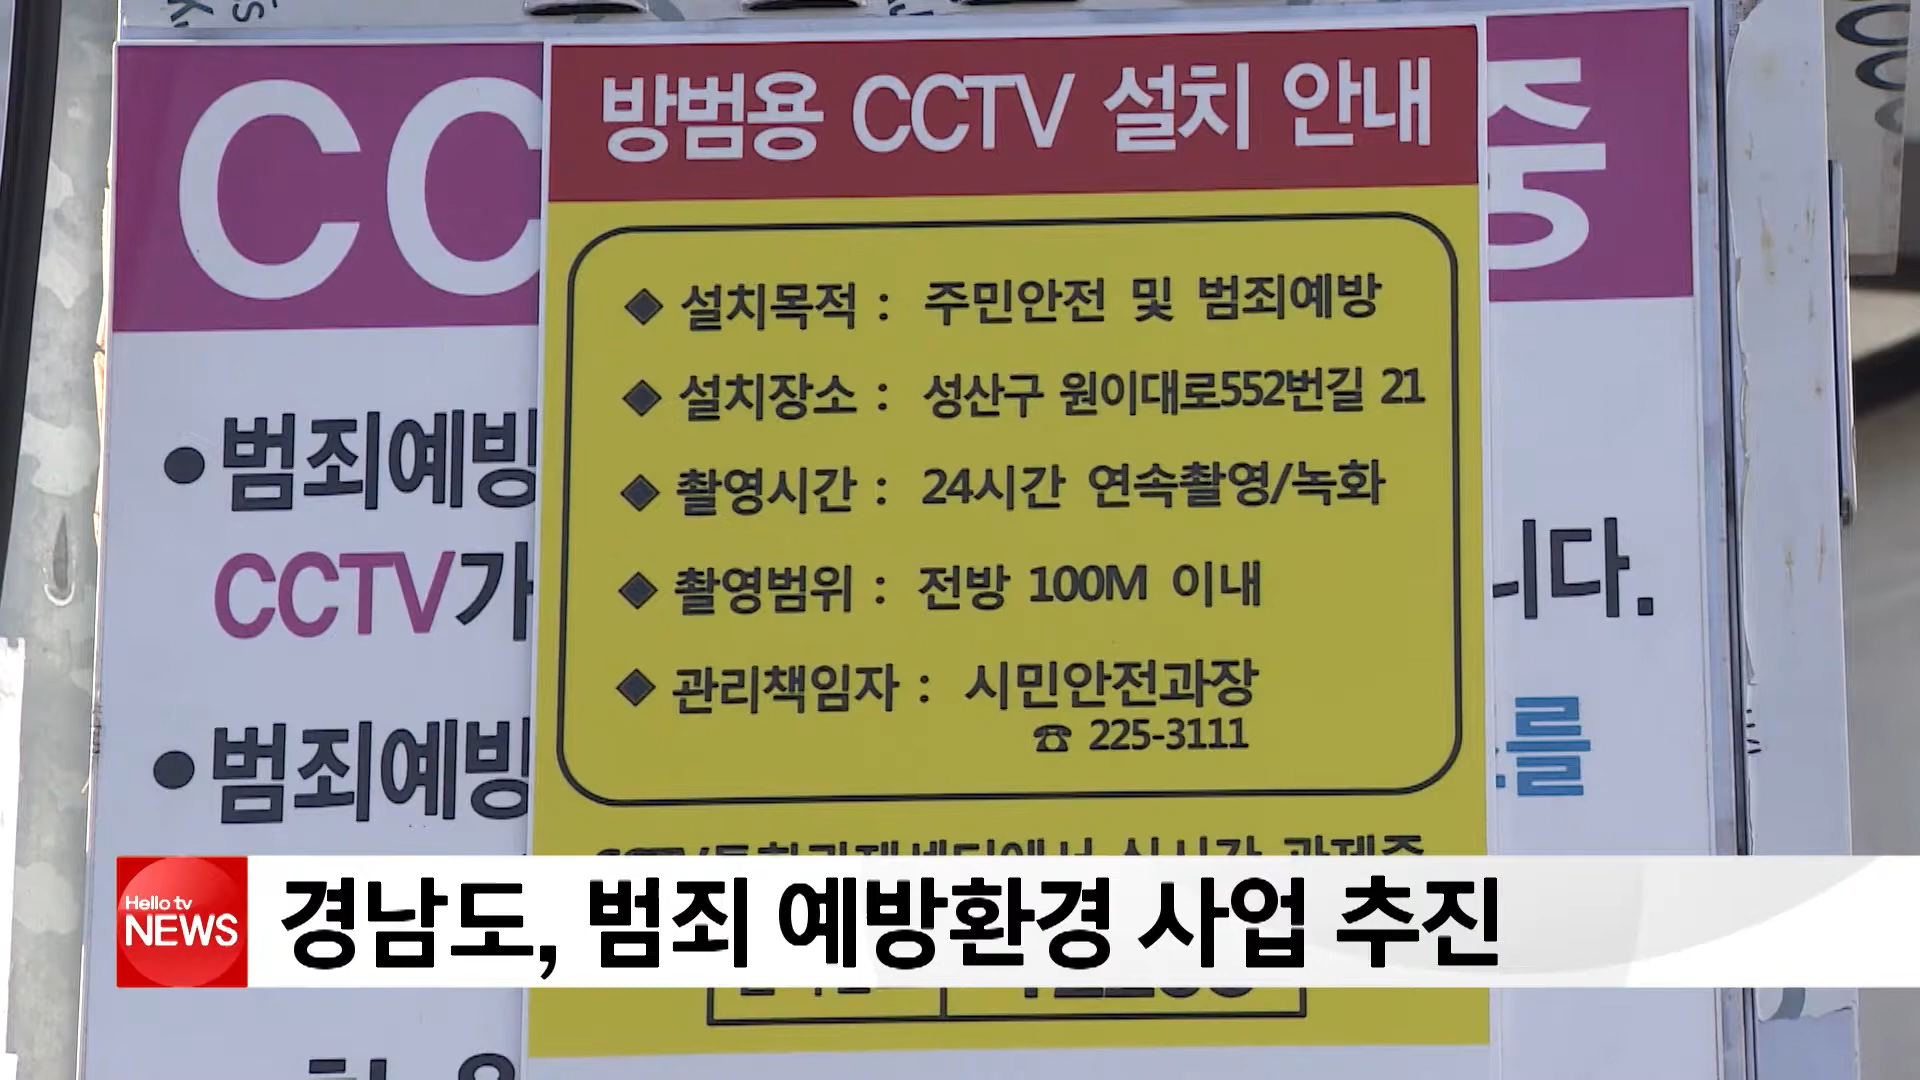 방범용 CCTV 설치 안내
CC
중
◆ 설치목적 : 주민안전 및 범죄예방
◆ 설치장소 : 성산구 원이대로552번길 21
◆ 촬영시간 : 24시간 연속촬영/녹화
◆ 촬영범위 : 전방 100M 이내
◆ 관리책임자 : 시민안전과장
☎ 225-3111
•범죄예방
CCTV가
니다.
•범죄예방
를
Hello tv
NEWS
경남도, 범죄 예방환경 사업 추진